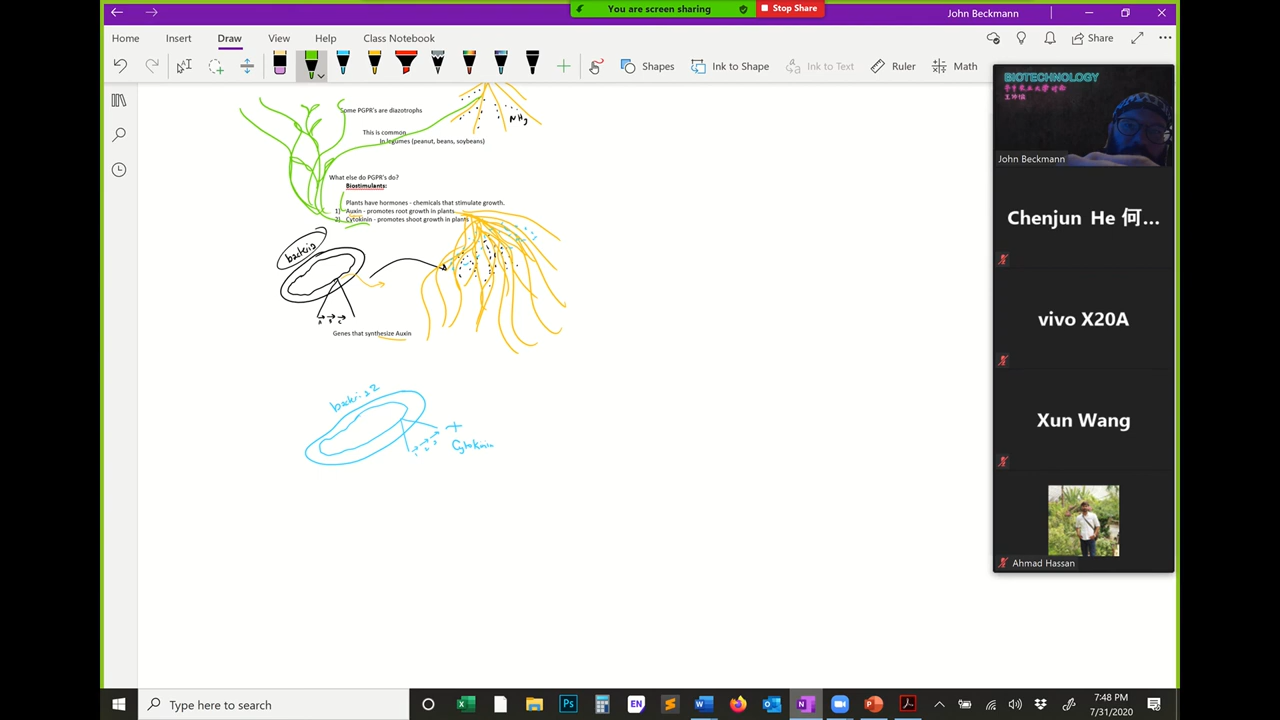 You are screen sharing
Stop Share
John Beckmann
Home Insert Draw View Help Class Notebook
Share
Shapes
Ink to Shape
Ink to Text
Ruler
Math
BIOTECHNOLOGY
John Beckmann
Chenjun He 何...
vivo X20A
Xun Wang
Ahmad Hassan
Some PGPR's are diazotrophs
NH3
This is common
In legumes (peanut, beans, soybeans)
What else do PGPR's do?
Biostimulants:
Plants have hormones - chemicals that stimulate growth.
1) Auxin - promotes root growth in plants
2) Cytokinin - promotes shoot growth in plants
A B C
Genes that synthesize Auxin
1 2 3
+
Cytokinin
Type here to search
EN
7:48 PM
7/31/2020